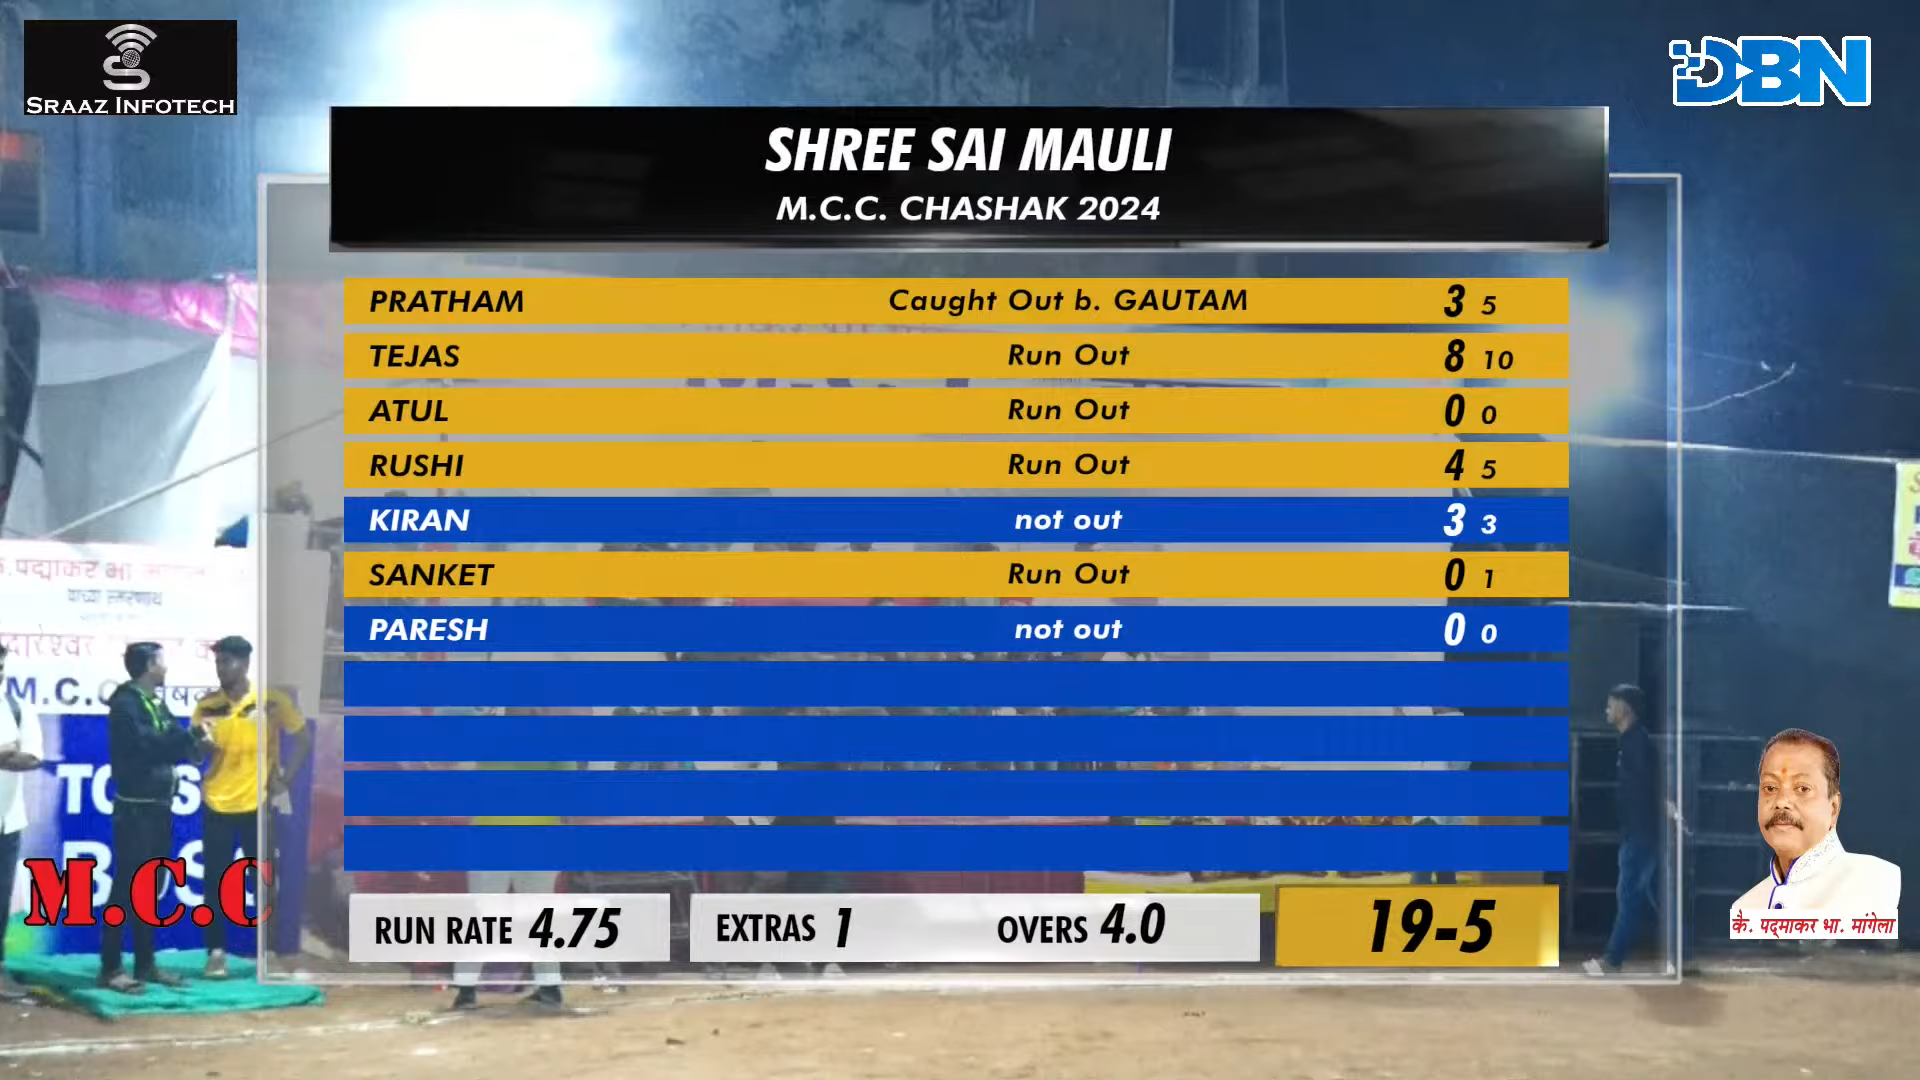 SRAAZ INFOTECH
DBN
SHREE SAI MAULI
M.C.C. CHASHAK 2024
PRATHAM Caught Out b. GAUTAM 3 5
TEJAS Run Out 8 10
ATUL Run Out 0 0
RUSHI Run Out 4 5
KIRAN not out 3 3
SANKET Run Out 0 1
PARESH not out 0 0
RUN RATE 4.75 EXTRAS 1 OVERS 4.0 19-5
M.C.C
कै. पद्माकर भा. मांगेला